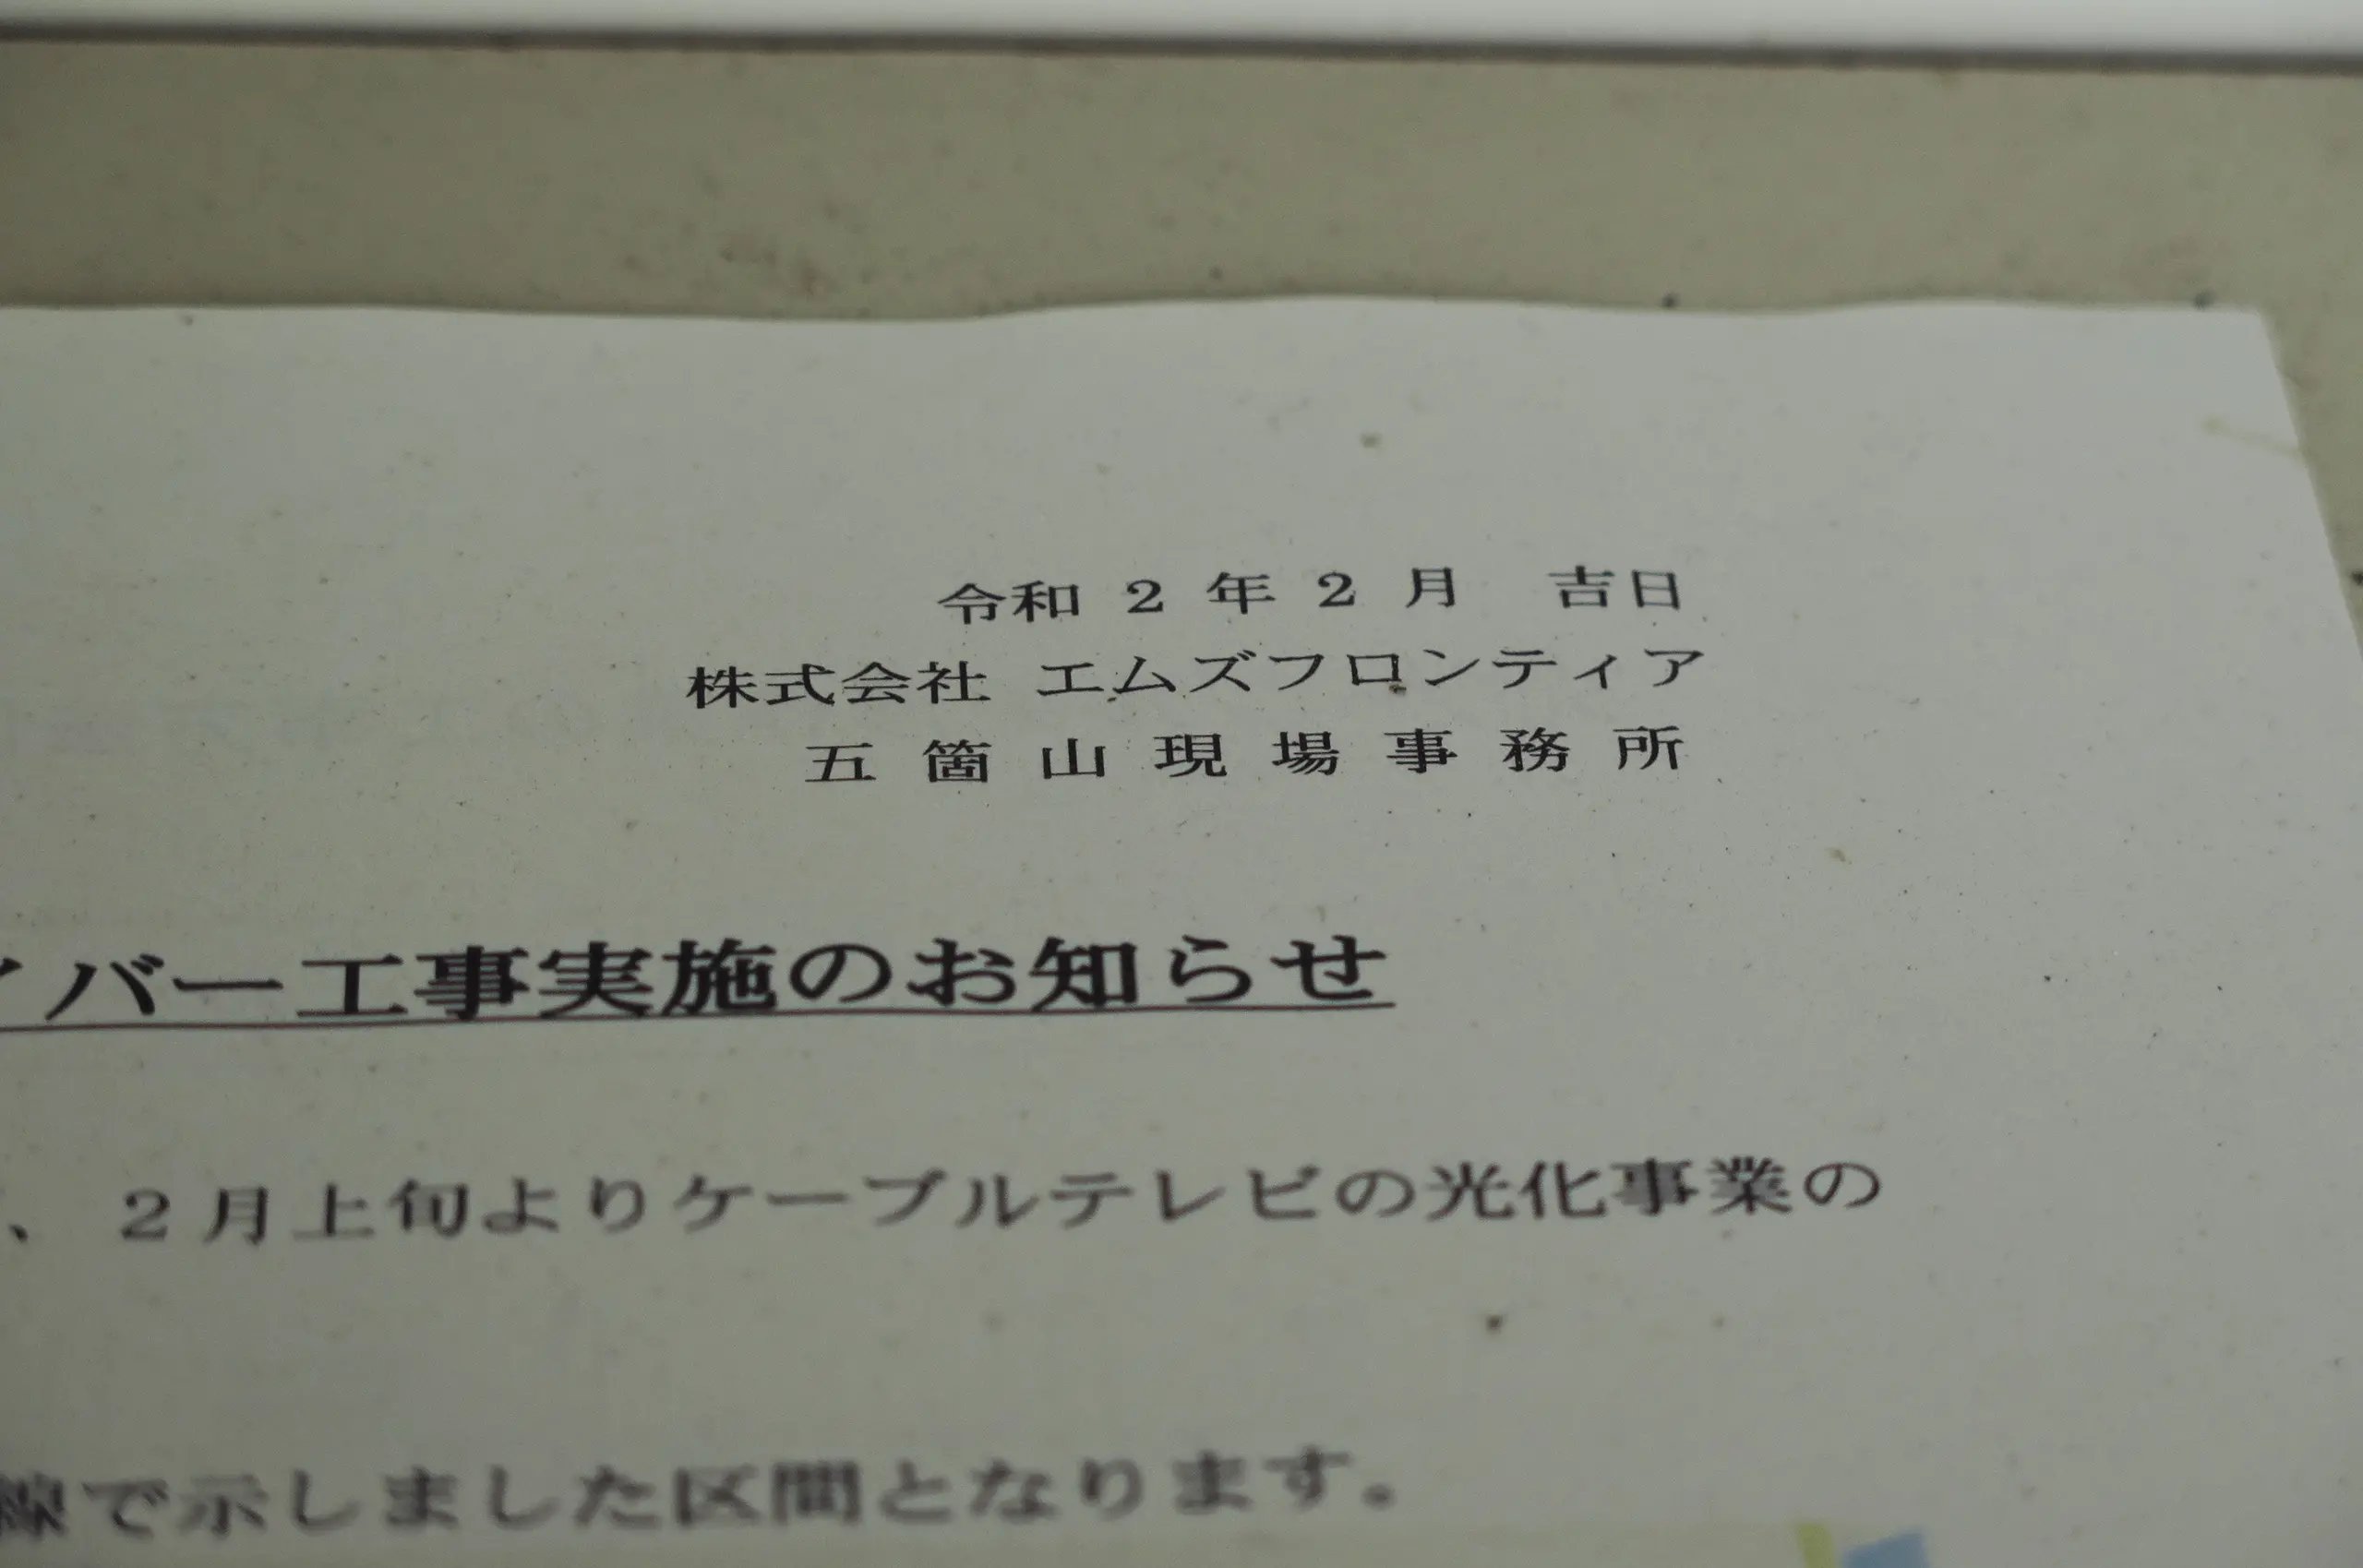 令和 2 年 2 月　吉日
株式会社 エムズフロンティア
五箇山現場事務所
イバー工事実施のお知らせ
、2月上旬よりケーブルテレビの光化事業の
線で示しました区間となります。